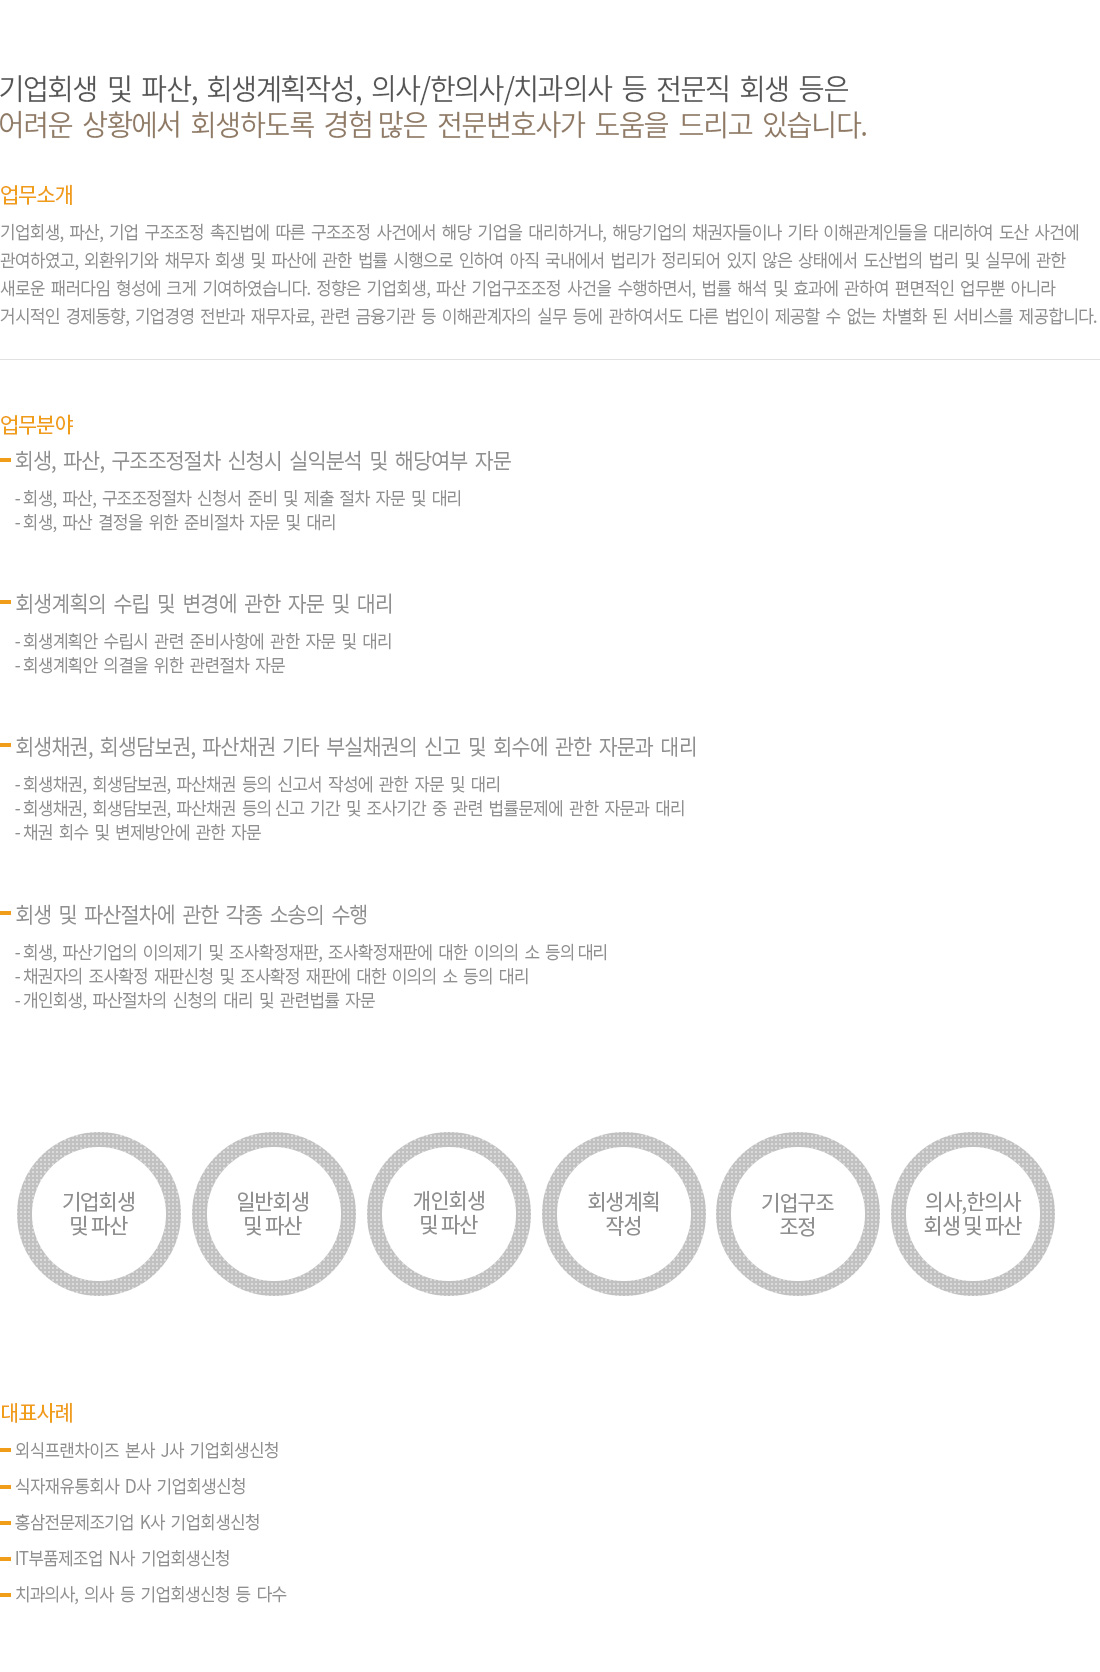 기업회생 및 파산, 회생계획작성, 의사/한의사/치과의사 등 전문직 회생 등은
어려운 상황에서 회생하도록 경험 많은 전문변호사가 도움을 드리고 있습니다.
업무소개
기업회생, 파산, 기업 구조조정 촉진법에 따른 구조조정 사건에서 해당 기업을 대리하거나, 해당기업의 채권자들이나 기타 이해관계인들을 대리하여 도산 사건에
관여하였고, 외환위기와 채무자 회생 및 파산에 관한 법률 시행으로 인하여 아직 국내에서 법리가 정리되어 있지 않은 상태에서 도산법의 법리 및 실무에 관한
새로운 패러다임 형성에 크게 기여하였습니다. 정향은 기업회생, 파산 기업구조조정 사건을 수행하면서, 법률 해석 및 효과에 관하여 편면적인 업무뿐 아니라
거시적인 경제동향, 기업경영 전반과 재무자료, 관련 금융기관 등 이해관계자의 실무 등에 관하여서도 다른 법인이 제공할 수 없는 차별화 된 서비스를 제공합니다.
업무분야
회생, 파산, 구조조정절차 신청시 실익분석 및 해당여부 자문
- 회생, 파산, 구조조정절차 신청서 준비 및 제출 절차 자문 및 대리
- 회생, 파산 결정을 위한 준비절차 자문 및 대리
회생계획의 수립 및 변경에 관한 자문 및 대리
- 회생계획안 수립시 관련 준비사항에 관한 자문 및 대리
- 회생계획안 의결을 위한 관련절차 자문
회생채권, 회생담보권, 파산채권 기타 부실채권의 신고 및 회수에 관한 자문과 대리
- 회생채권, 회생담보권, 파산채권 등의 신고서 작성에 관한 자문 및 대리
- 회생채권, 회생담보권, 파산채권 등의 신고 기간 및 조사기간 중 관련 법률문제에 관한 자문과 대리
- 채권 회수 및 변제방안에 관한 자문
회생 및 파산절차에 관한 각종 소송의 수행
- 회생, 파산기업의 이의제기 및 조사확정재판, 조사확정재판에 대한 이의의 소 등의 대리
- 채권자의 조사확정 재판신청 및 조사확정 재판에 대한 이의의 소 등의 대리
- 개인회생, 파산절차의 신청의 대리 및 관련법률 자문
기업회생
및 파산
일반회생
및 파산
개인회생
및 파산
회생계획
작성
기업구조
조정
의사,한의사
회생 및 파산
대표사례
외식프랜차이즈 본사 J사 기업회생신청
식자재유통회사 D사 기업회생신청
홍삼전문제조기업 K사 기업회생신청
IT부품제조업 N사 기업회생신청
치과의사, 의사 등 기업회생신청 등 다수